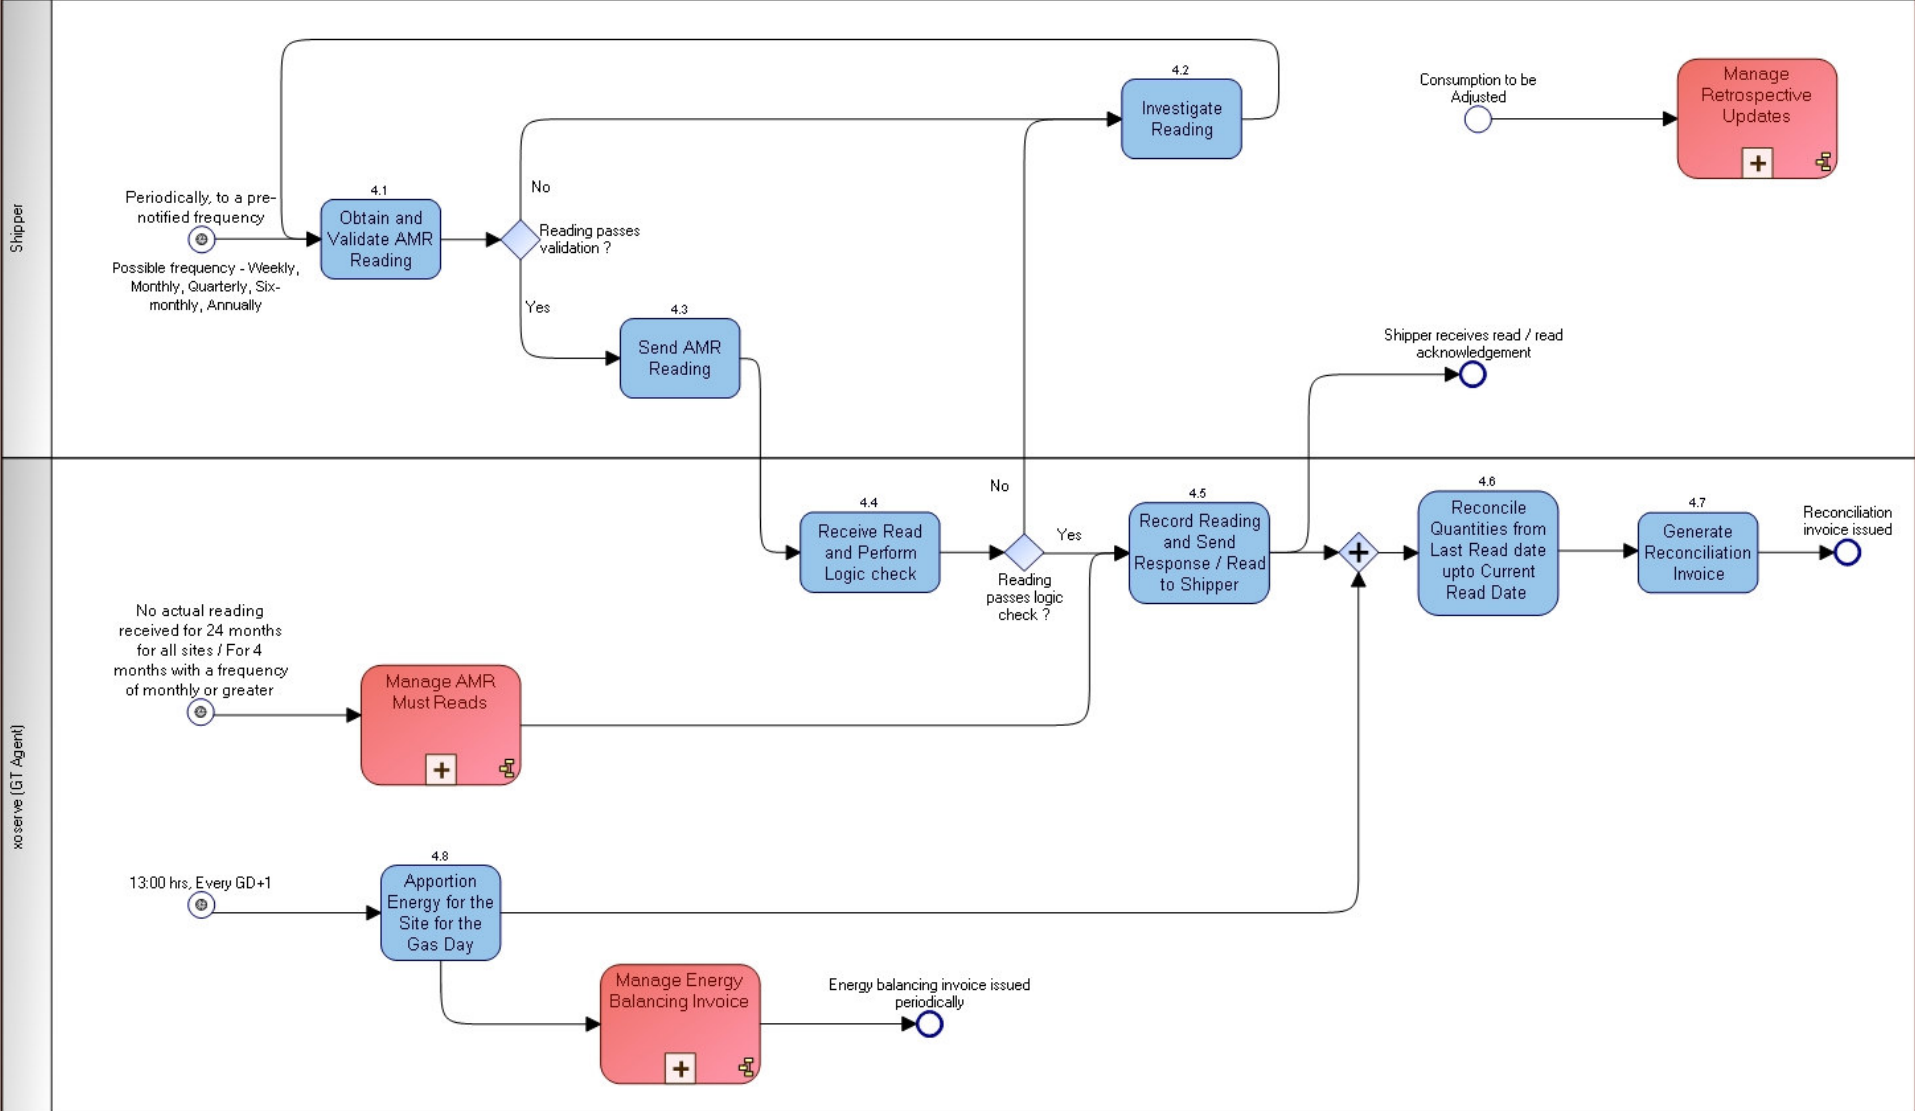 Shipper
4.2
Investigate
Reading
Consumption to be
Adjusted
Manage
Retrospective
Updates
Periodically, to a pre-
notified frequency
Possible frequency - Weekly,
Monthly, Quarterly, Six-
monthly, Annually
4.1
Obtain and
Validate AMR
Reading
No
Reading passes
validation ?
Yes
4.3
Send AMR
Reading
Shipper receives read / read
acknowledgement
xoserve (GT Agent)
4.4
Receive Read
and Perform
Logic check
No
Yes
Reading
passes logic
check ?
4.5
Record Reading
and Send
Response / Read
to Shipper
4.6
Reconcile
Quantities from
Last Read date
upto Current
Read Date
4.7
Generate
Reconciliation
Invoice
Reconciliation
invoice issued
No actual reading
received for 24 months
for all sites / For 4
months with a frequency
of monthly or greater
Manage AMR
Must Reads
13:00 hrs, Every GD+1
4.8
Apportion
Energy for the
Site for the
Gas Day
Manage Energy
Balancing Invoice
Energy balancing invoice issued
periodically